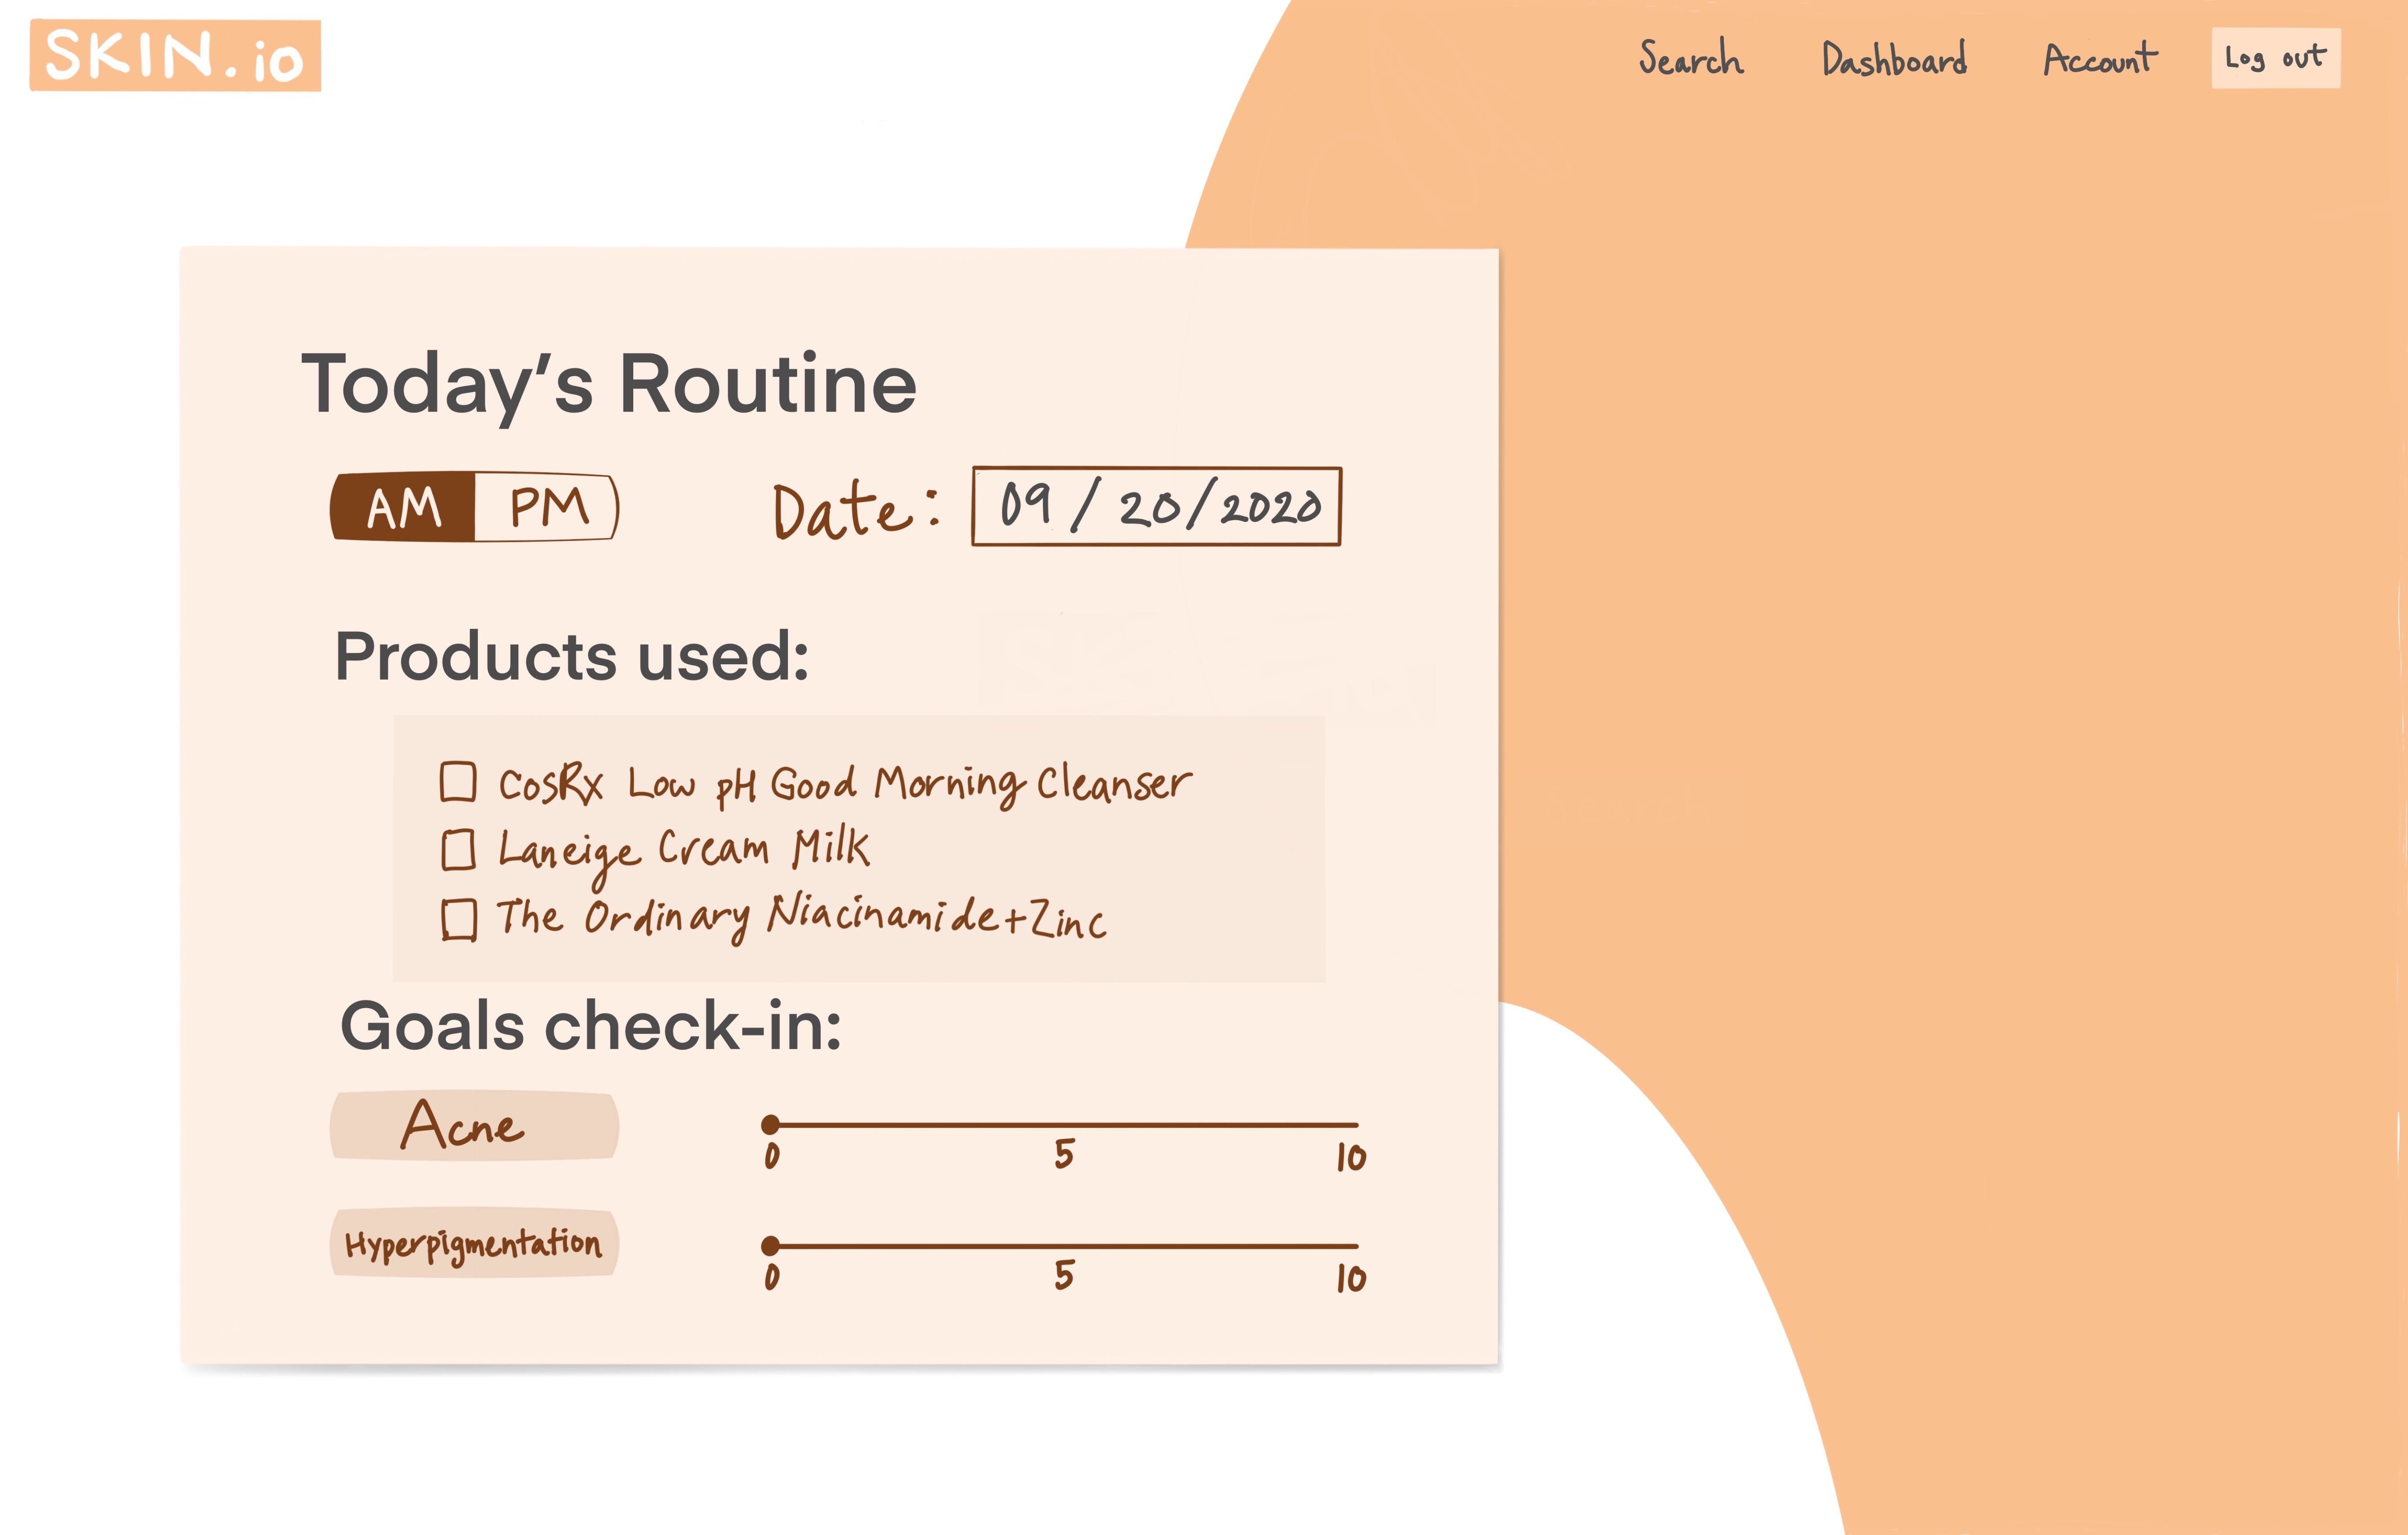 SKIN.io
Search Dashboard Account Log out
Today's Routine
AM PM Date: 09/20/2020
Products used:
CosRx Low pH Good Morning Cleanser
Laneige Cream Milk
The Ordinary Niacinamide+Zinc
Goals check-in:
Acne
0 5 10
Hyperpigmentation
0 5 10